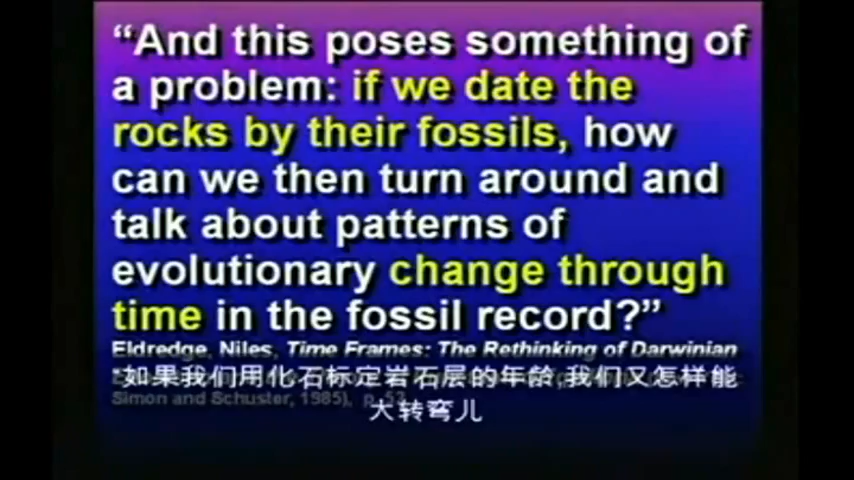 “And this poses something of
a problem: if we date the
rocks by their fossils, how
can we then turn around and
talk about patterns of
evolutionary change through
time in the fossil record?”
Eldredge, Niles, Time Frames: The Rethinking of Darwinian
“如果我们用化石标定岩石层的年龄,我们又怎样能
Simon and Schuster, 1985), p. 52
大转弯儿